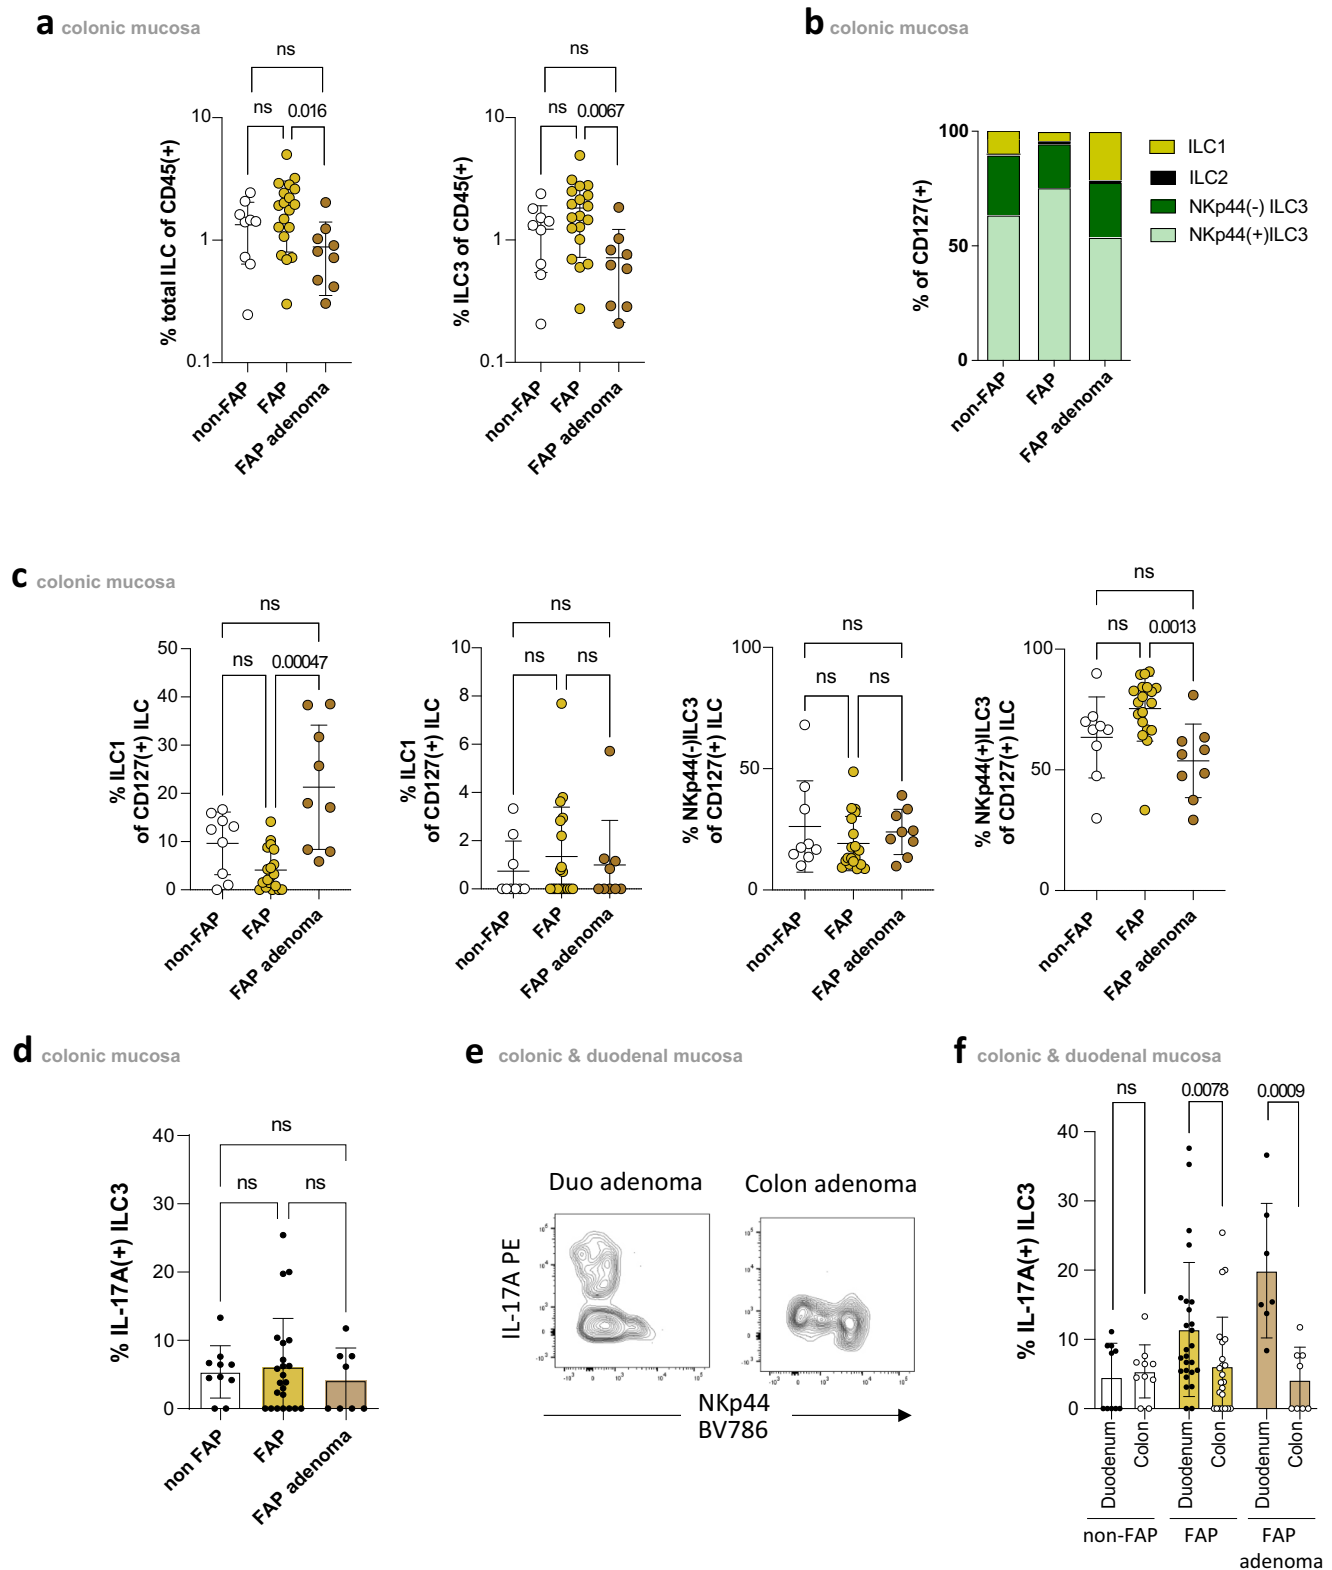 a colonic mucosa
ns
ns 0.016
% total ILC of CD45(+)
10
1
0.1
non-FAP
FAP
FAP adenoma
ns
ns 0.0067
% ILC3 of CD45(+)
10
1
0.1
non-FAP
FAP
FAP adenoma
b colonic mucosa
% of CD127(+)
100
50
0
non-FAP
FAP
FAP adenoma
ILC1
ILC2
NKp44(-) ILC3
NKp44(+)ILC3
c colonic mucosa
ns
ns 0.00047
% ILC1
of CD127(+) ILC
50
40
30
20
10
0
non-FAP
FAP
FAP adenoma
ns
ns ns
% ILC1
of CD127(+) ILC
10
8
6
4
2
0
non-FAP
FAP
FAP adenoma
ns
ns ns
% NKp44(-)ILC3
of CD127(+) ILC
100
50
0
non-FAP
FAP
FAP adenoma
ns
ns 0.0013
% NKp44(+)ILC3
of CD127(+) ILC
100
50
0
non-FAP
FAP
FAP adenoma
d colonic mucosa
ns
ns ns
% IL-17A(+) ILC3
40
30
20
10
0
non FAP
FAP
FAP adenoma
e colonic & duodenal mucosa
Duo adenoma
Colon adenoma
IL-17A PE
NKp44
BV786
f colonic & duodenal mucosa
ns 0.0078 0.0009
% IL-17A(+) ILC3
40
30
20
10
0
Duodenum
Colon
Duodenum
Colon
Duodenum
Colon
non-FAP
FAP
FAP
adenoma